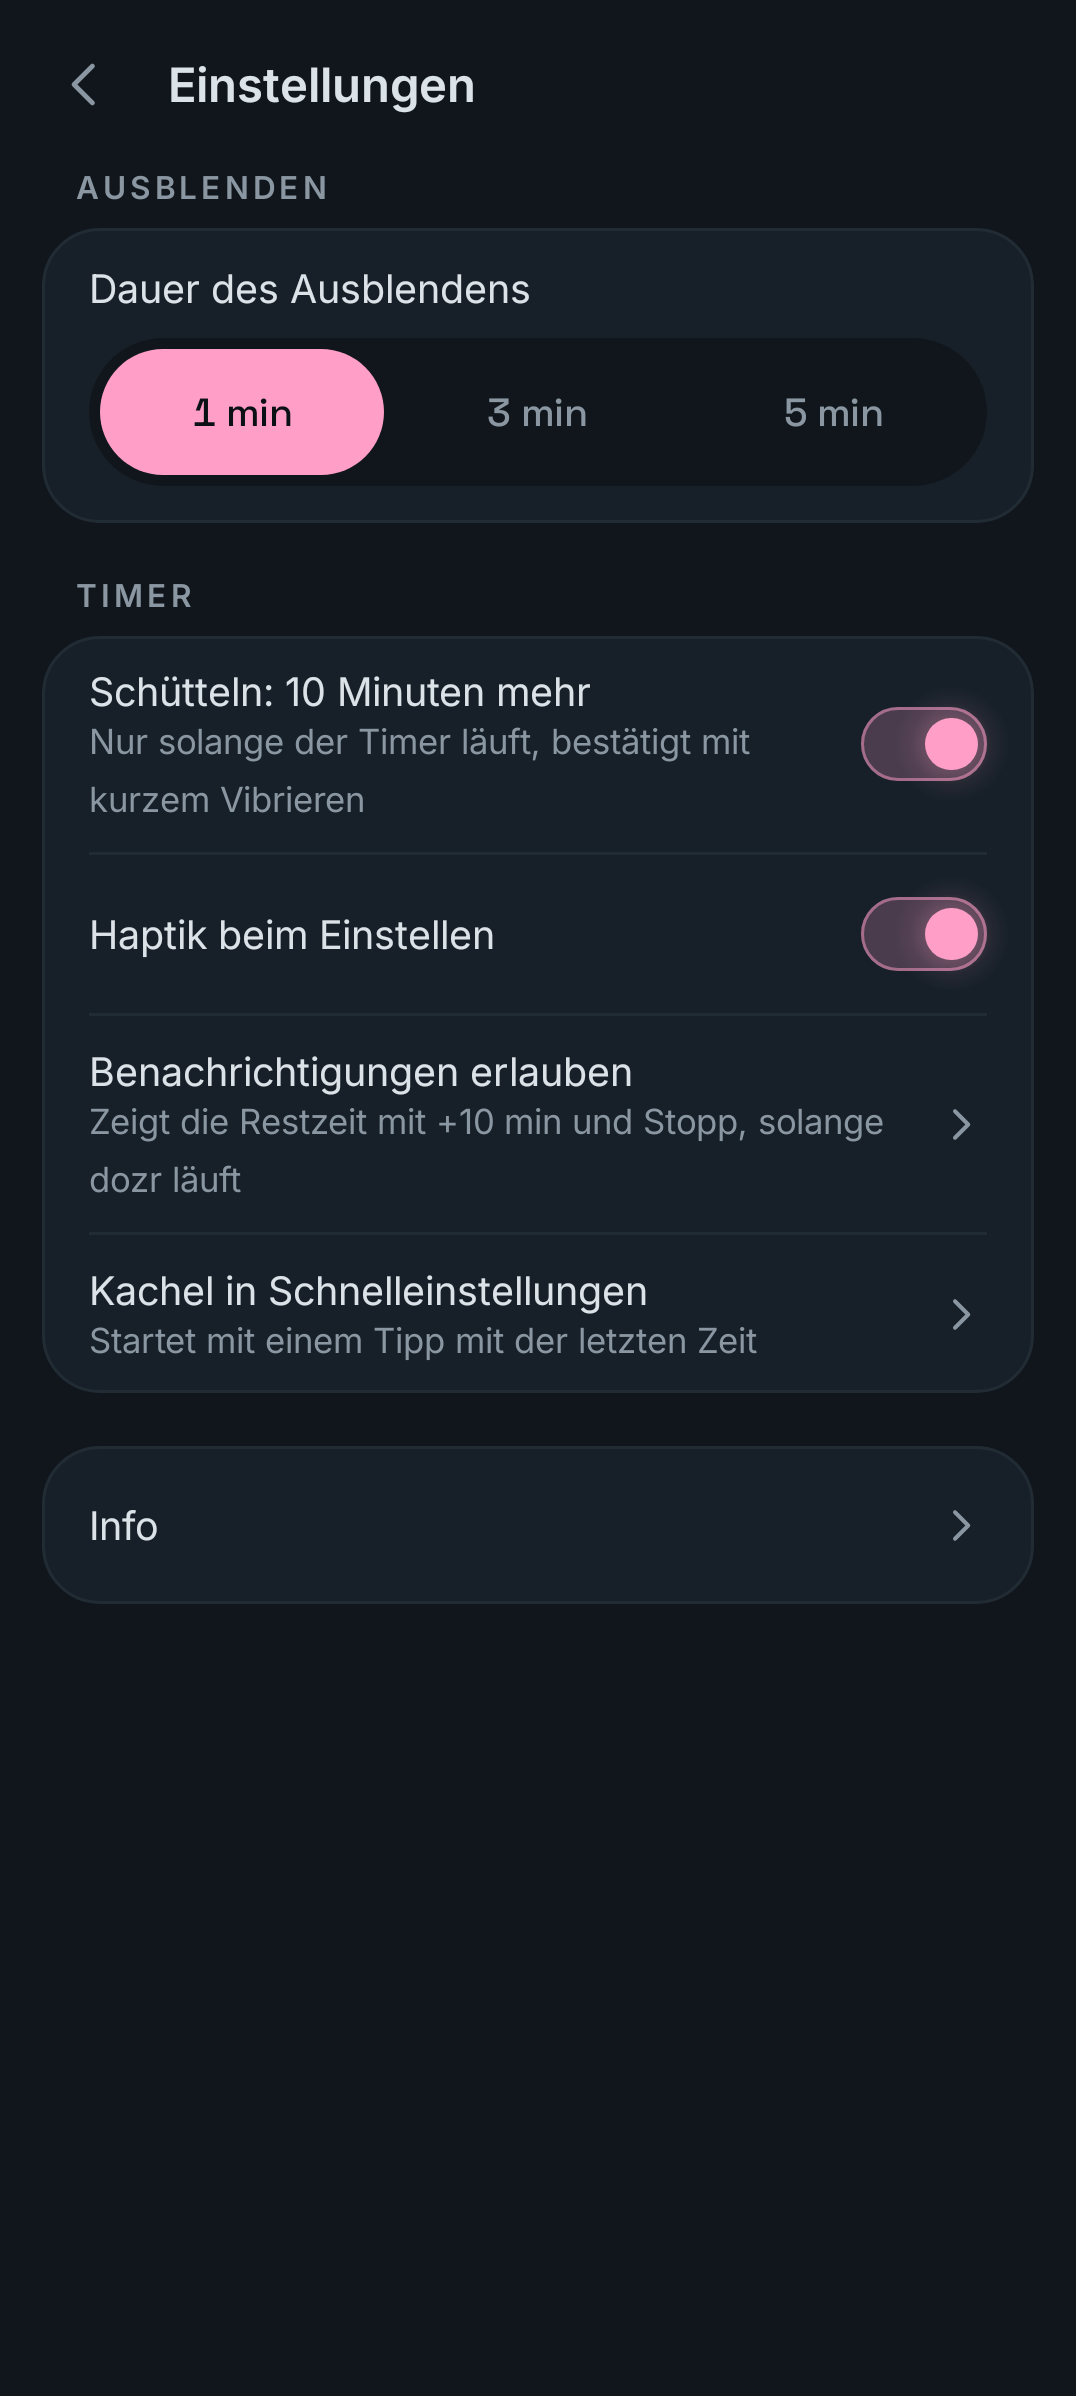 Einstellungen
AUSBLENDEN
Dauer des Ausblendens
1 min
3 min
5 min
TIMER
Schütteln: 10 Minuten mehr
Nur solange der Timer läuft, bestätigt mit
kurzem Vibrieren
Haptik beim Einstellen
Benachrichtigungen erlauben
Zeigt die Restzeit mit +10 min und Stopp, solange
dozr läuft
Kachel in Schnelleinstellungen
Startet mit einem Tipp mit der letzten Zeit
Info